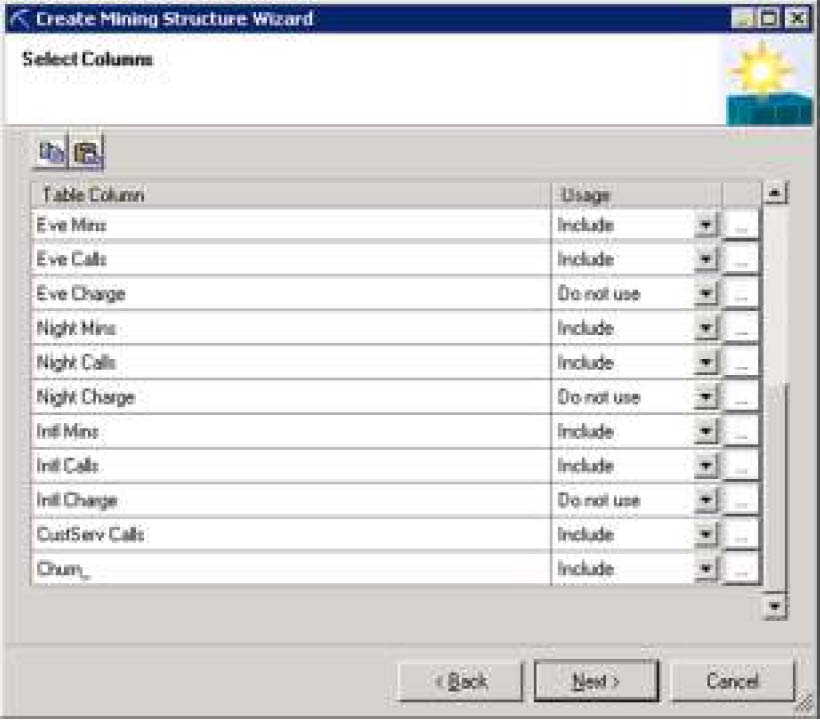 Create Mining Structure Wizard
Select Columns
Table Column Usage
Eve Mins Include ...
Eve Calls Include ...
Eve Charge Do not use ...
Night Mins Include ...
Night Calls Include ...
Night Charge Do not use ...
Intl Mins Include ...
Intl Calls Include ...
Intl Charge Do not use ...
CustServ Calls Include ...
Churn_ Include ...
< Back Next > Cancel